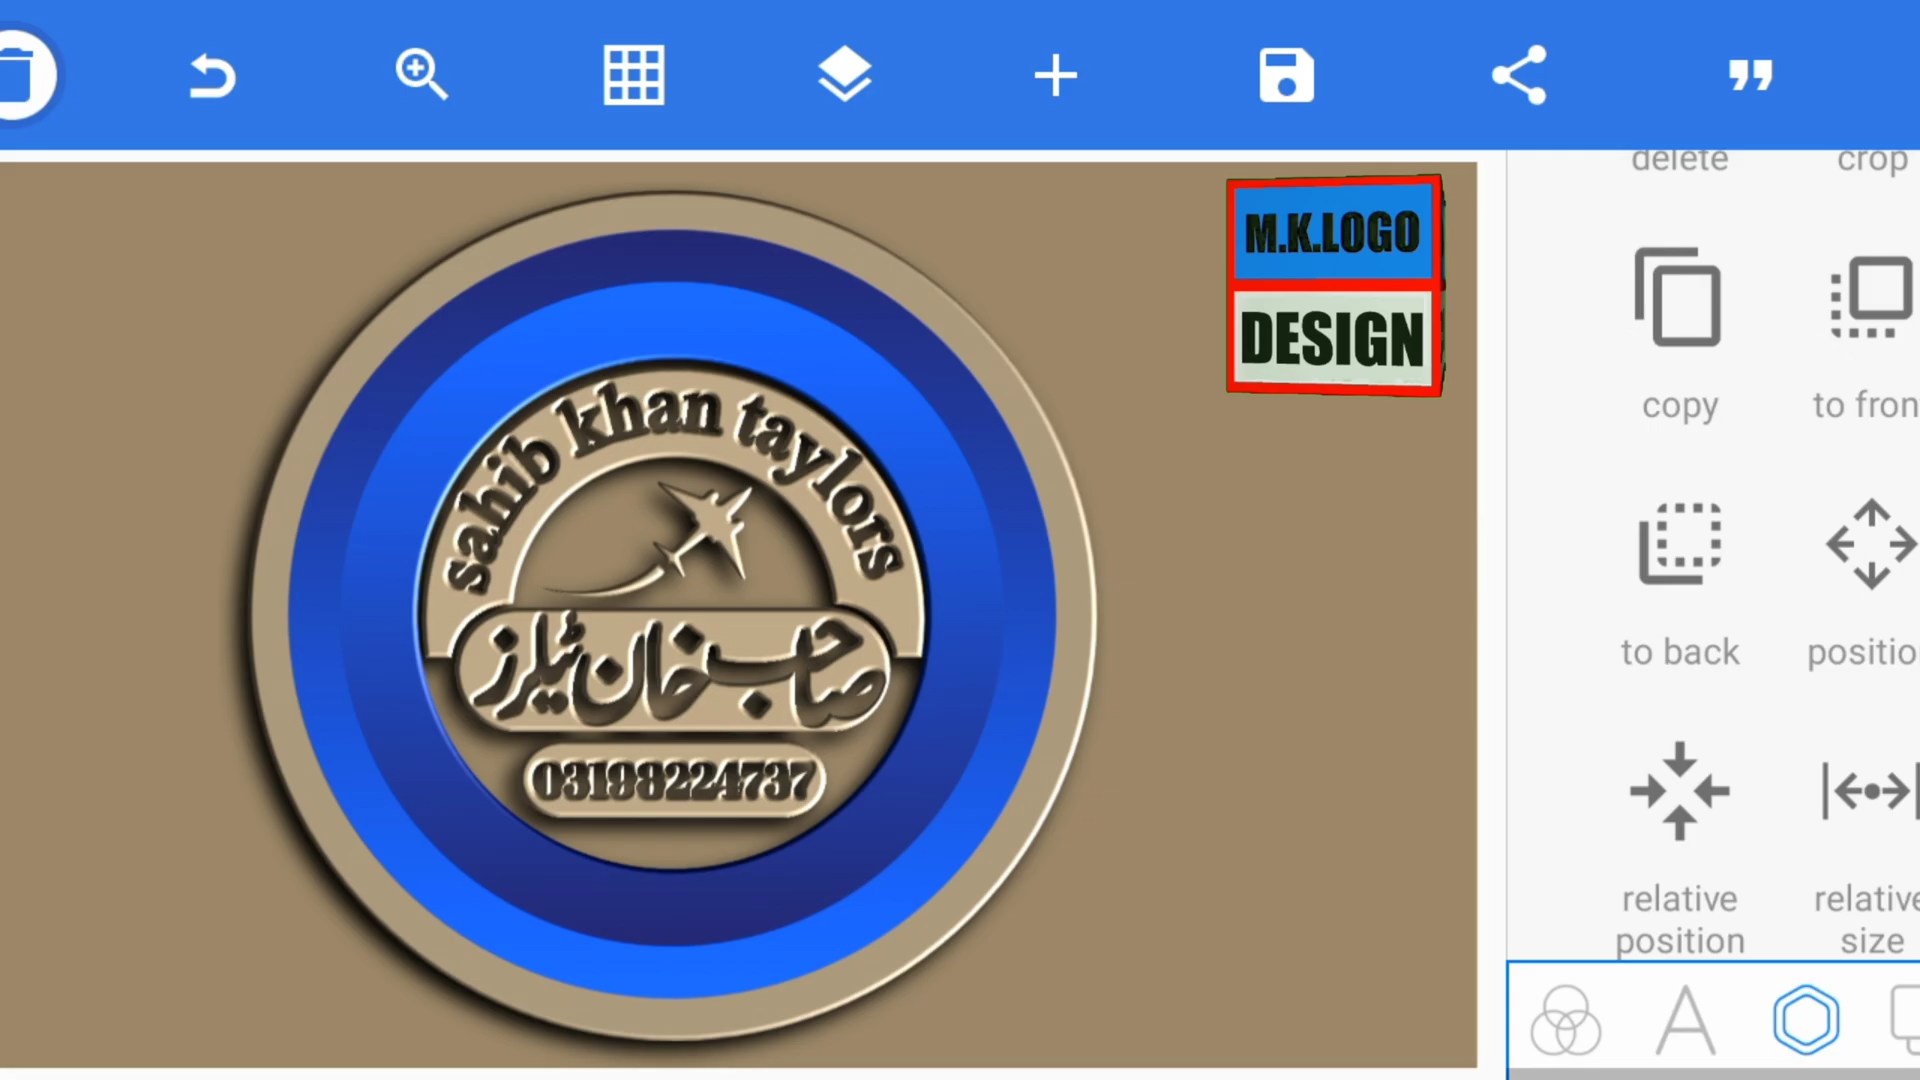 delete
crop
M.K.LOGO
DESIGN
sahib khan taylors
صاحب خان ٹیلرز
03198224737
copy
to fron
to back
positio
relative
position
relative
size